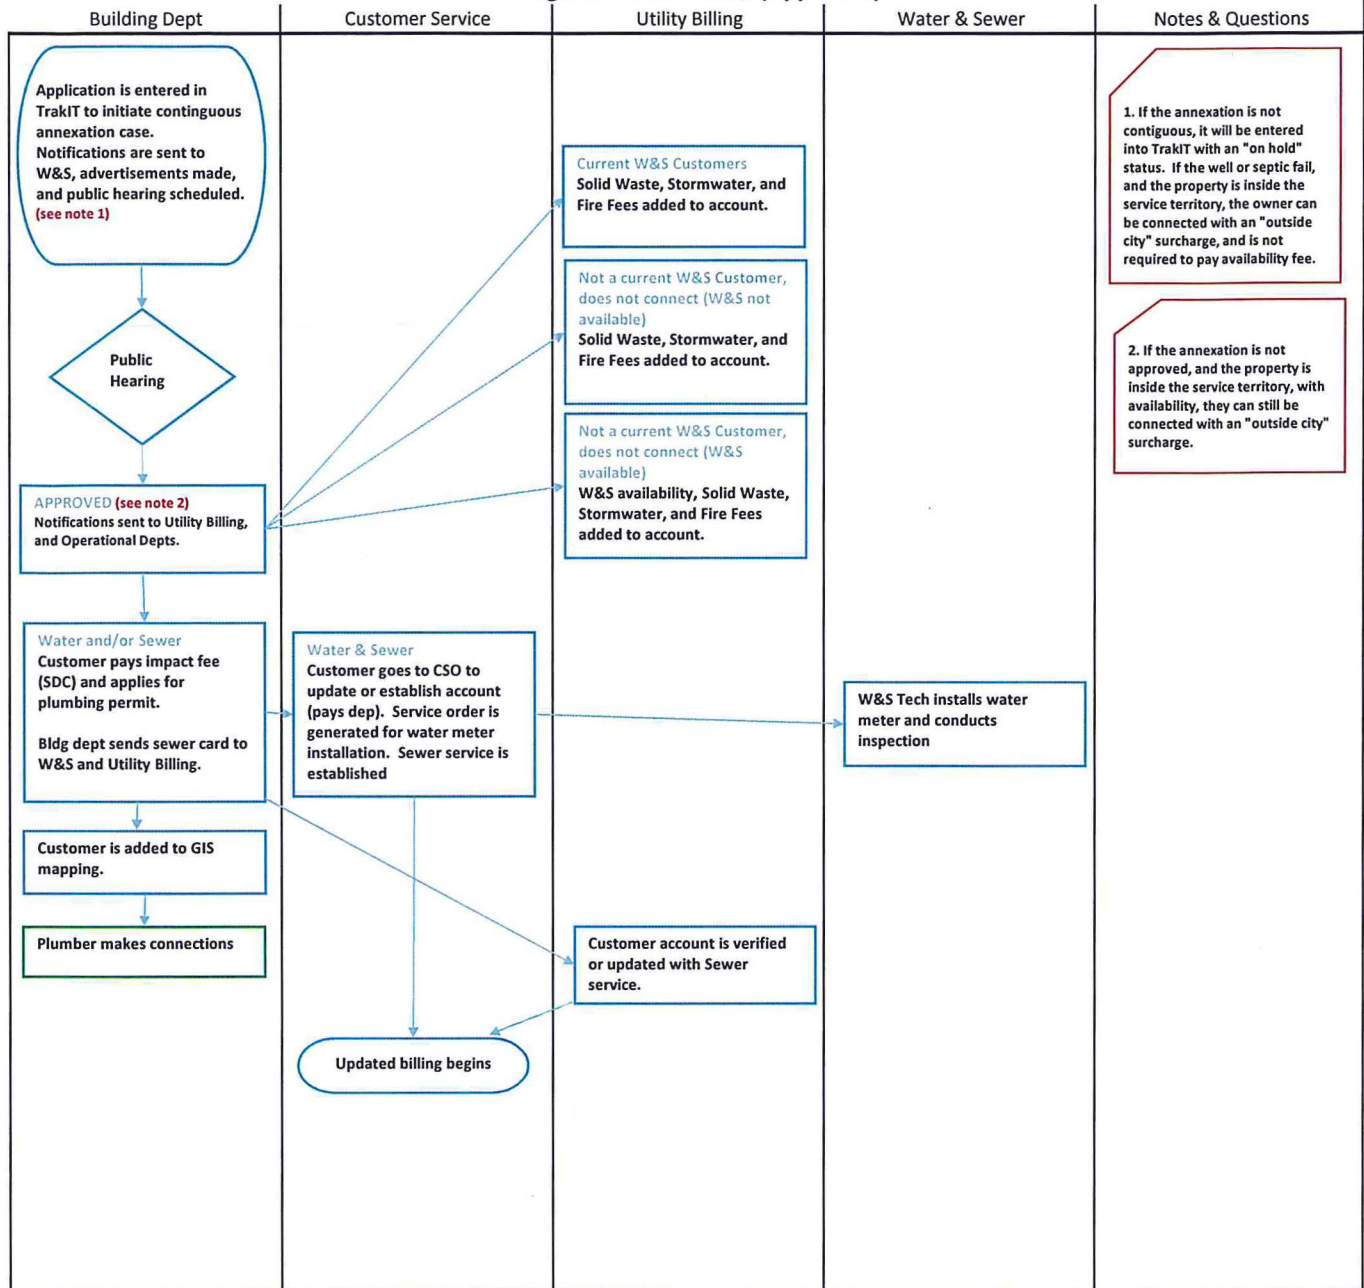 Building Dept
Customer Service
Utility Billing
Water & Sewer
Notes & Questions
Application is entered in
TrakIT to initiate continguous
annexation case.
Notifications are sent to
W&S, advertisements made,
and public hearing scheduled.
(see note 1)
Public
Hearing
APPROVED (see note 2)
Notifications sent to Utility Billing,
and Operational Depts.
Water and/or Sewer
Customer pays impact fee
(SDC) and applies for
plumbing permit.
Bldg dept sends sewer card to
W&S and Utility Billing.
Customer is added to GIS
mapping.
Plumber makes connections
Water & Sewer
Customer goes to CSO to
update or establish account
(pays dep). Service order is
generated for water meter
installation. Sewer service is
established
Updated billing begins
Current W&S Customers
Solid Waste, Stormwater, and
Fire Fees added to account.
Not a current W&S Customer,
does not connect (W&S not
available)
Solid Waste, Stormwater, and
Fire Fees added to account.
Not a current W&S Customer,
does not connect (W&S
available)
W&S availability, Solid Waste,
Stormwater, and Fire Fees
added to account.
Customer account is verified
or updated with Sewer
service.
W&S Tech installs water
meter and conducts
inspection
1. If the annexation is not
contiguous, it will be entered
into TrakIT with an "on hold"
status. If the well or septic fail,
and the property is inside the
service territory, the owner can
be connected with an "outside
city" surcharge, and is not
required to pay availability fee.
2. If the annexation is not
approved, and the property is
inside the service territory, with
availability, they can still be
connected with an "outside city"
surcharge.